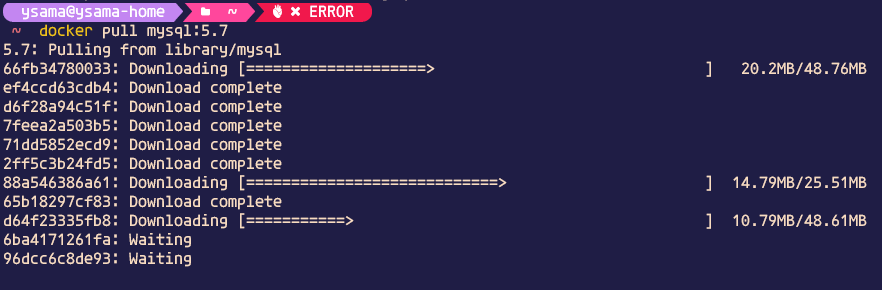 ysama@ysama-home ~ ✖ ERROR
~ docker pull mysql:5.7
5.7: Pulling from library/mysql
66fb34780033: Downloading [====================>                              ]   20.2MB/48.76MB
ef4ccd63cdb4: Download complete
d6f28a94c51f: Download complete
7feea2a503b5: Download complete
71dd5852ecd9: Download complete
2ff5c3b24fd5: Download complete
88a546386a61: Downloading [============================>                      ]  14.79MB/25.51MB
65b18297cf83: Download complete
d64f23335fb8: Downloading [===========>                                       ]  10.79MB/48.61MB
6ba4171261fa: Waiting
96dcc6c8de93: Waiting